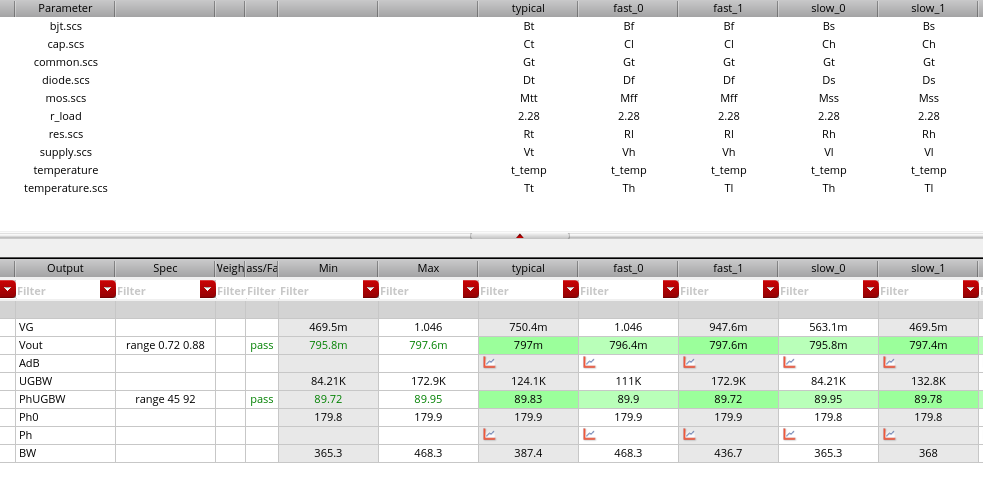 Parameter typical fast_0 fast_1 slow_0 slow_1
bjt.scs Bt Bf Bf Bs Bs
cap.scs Ct Cl Cl Ch Ch
common.scs Gt Gt Gt Gt Gt
diode.scs Dt Df Df Ds Ds
mos.scs Mtt Mff Mff Mss Mss
r_load 2.28 2.28 2.28 2.28 2.28
res.scs Rt Rl Rl Rh Rh
supply.scs Vt Vh Vh Vl Vl
temperature t_temp t_temp t_temp t_temp t_temp
temperature.scs Tt Th Tl Th Tl
Output Spec Weigh ass/Fa Min Max typical fast_0 fast_1 slow_0 slow_1
Filter Filter Filter Filter Filter Filter Filter Filter Filter Filter Filter
VG 469.5m 1.046 750.4m 1.046 947.6m 563.1m 469.5m
Vout range 0.72 0.88 pass 795.8m 797.6m 797m 796.4m 797.6m 795.8m 797.4m
AdB
UGBW 84.21K 172.9K 124.1K 111K 172.9K 84.21K 132.8K
PhUGBW range 45 92 pass 89.72 89.95 89.83 89.9 89.72 89.95 89.78
Ph0 179.8 179.9 179.9 179.9 179.9 179.8 179.8
Ph
BW 365.3 468.3 387.4 468.3 436.7 365.3 368